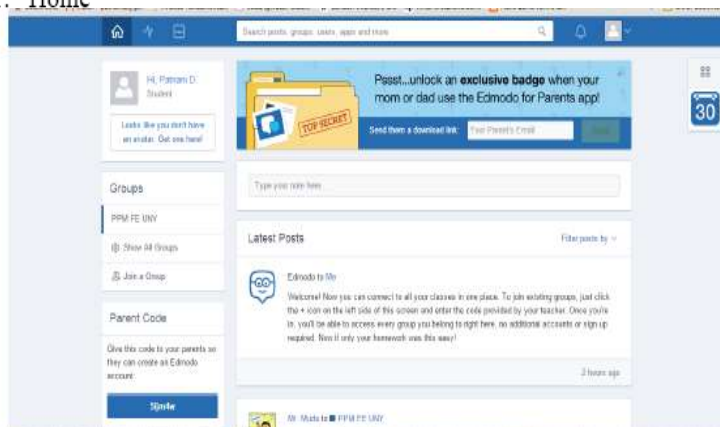 Home
Search posts, groups, users, apps and more
Hi, Patriani D.
Student
Looks like you don't have
an avatar. Get one here!
Pssst...unlock an exclusive badge when your
mom or dad use the Edmodo for Parents app!
TOP SECRET
Send them a download link:
Your Parent's Email
30
Groups
PPM FE UNY
Show All Groups
Join a Group
Type your note here...
Latest Posts
Filter posts by
Edmodo to Me
Welcome! Now you can connect to all your classes in one place. To join existing groups, just click
the + icon on the left side of this screen and enter the code provided by your teacher. Once you're
in, you'll be able to access every group you belong to right here, no additional accounts or sign up
required. Now if only your homework was this easy!
2 hours ago
Parent Code
Give this code to your parents so
they can create an Edmodo
account:
Mr. Muda to PPM FE UNY